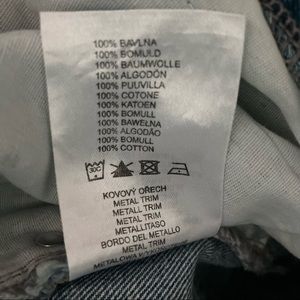 100% BAVLNA
100% BOMULD
100% BAUMWOLLE
100% ALGODÓN
100% PUUVILLA
100% COTONE
100% KATOEN
100% BOMULL
100% BAWEŁNA
100% ALGODÃO
100% BOMULL
100% COTTON
30C
KOVOVÝ OŘECH
METAL TRIM
METALL TRIM
METAL TRIM
METALLITASO
BORDO DEL METALLO
METAL TRIM
METALOWA